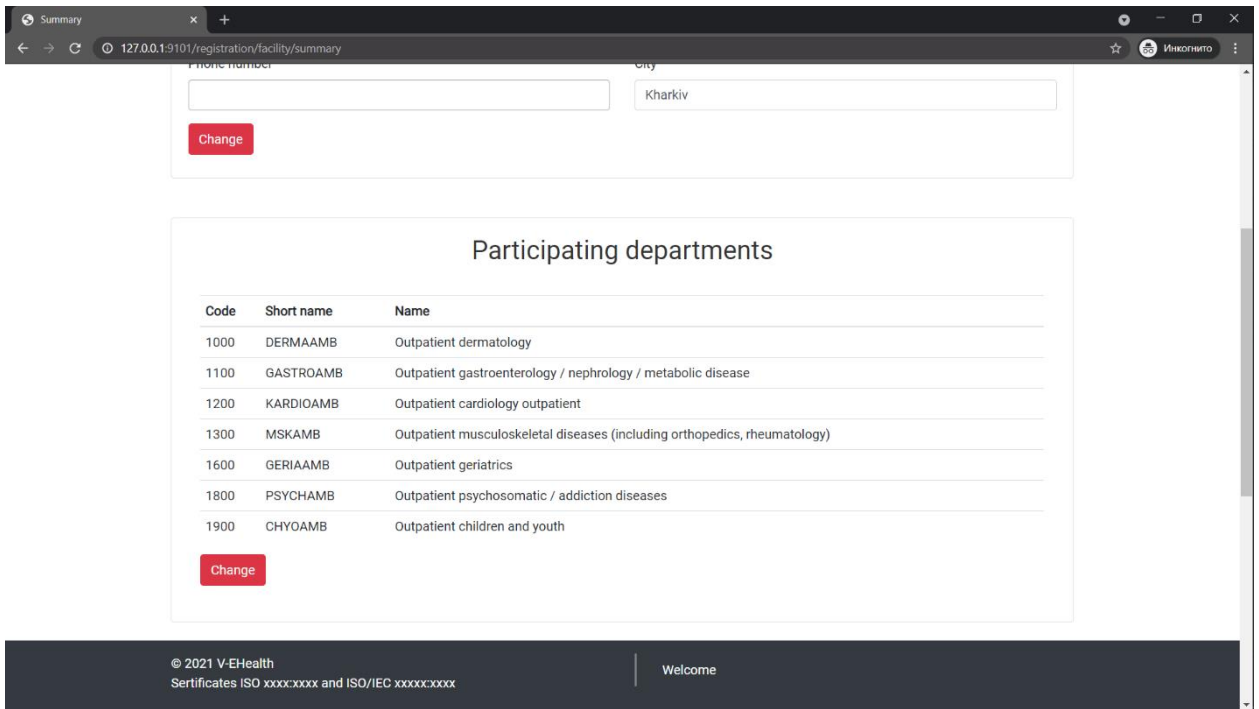 Summary
127.0.0.1:9101/registration/facility/summary
Инкогнито
Phone number City
Kharkiv
Change
Participating departments
Code Short name Name
1000 DERMAAMB Outpatient dermatology
1100 GASTROAMB Outpatient gastroenterology / nephrology / metabolic disease
1200 KARDIOAMB Outpatient cardiology outpatient
1300 MSKAMB Outpatient musculoskeletal diseases (including orthopedics, rheumatology)
1600 GERIAAMB Outpatient geriatrics
1800 PSYCHAMB Outpatient psychosomatic / addiction diseases
1900 CHYOAMB Outpatient children and youth
Change
© 2021 V-EHealth
Sertificates ISO xxxx:xxxx and ISO/IEC xxxxx:xxxx
Welcome